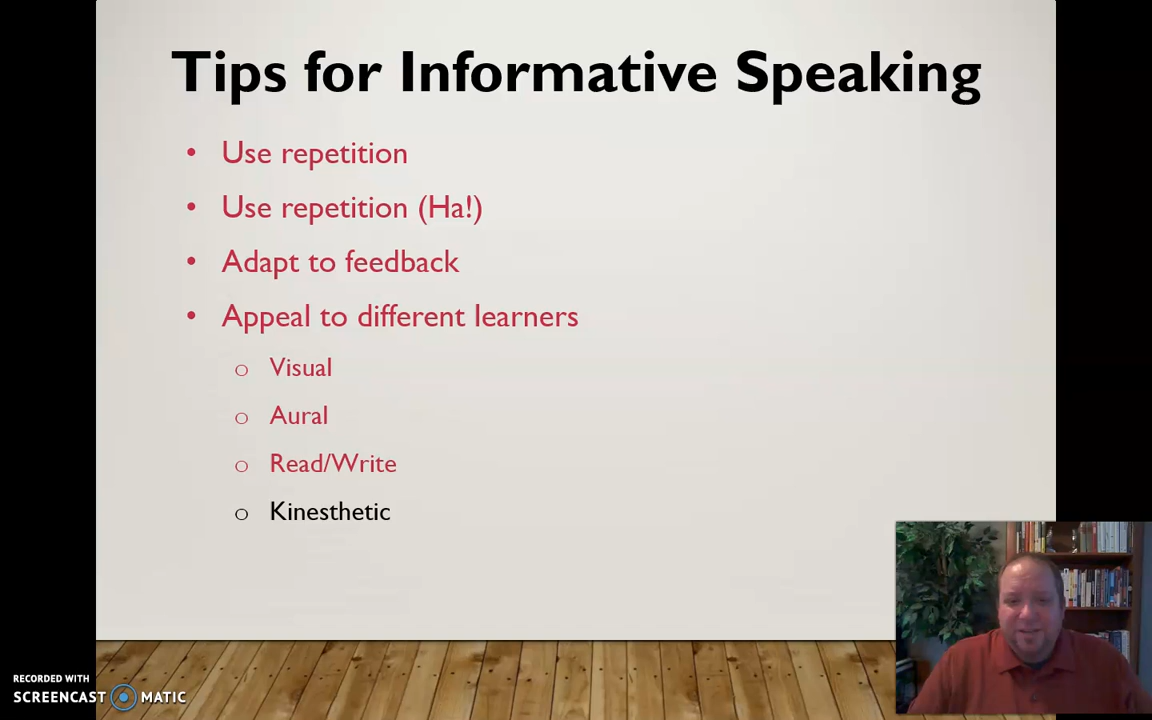 Tips for Informative Speaking
• Use repetition
• Use repetition (Ha!)
• Adapt to feedback
• Appeal to different learners
o Visual
o Aural
o Read/Write
o Kinesthetic
RECORDED WITH
SCREENCAST MATIC